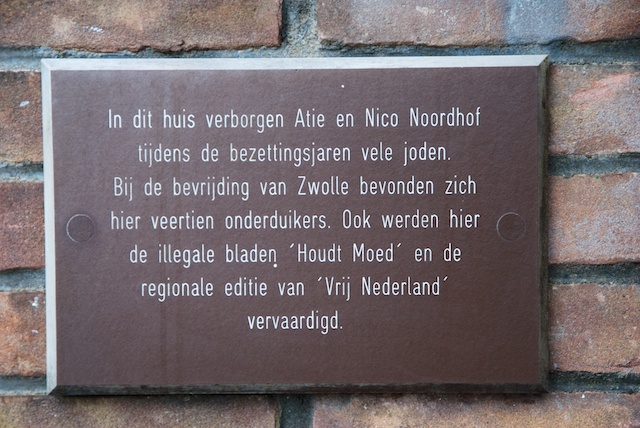 In dit huis verborgen Atie en Nico Noordhof
tijdens de bezettingsjaren vele joden.
Bij de bevrijding van Zwolle bevonden zich
hier veertien onderduikers. Ook werden hier
de illegale bladen ´Houdt Moed´ en de
regionale editie van ´Vrij Nederland´
vervaardigd.